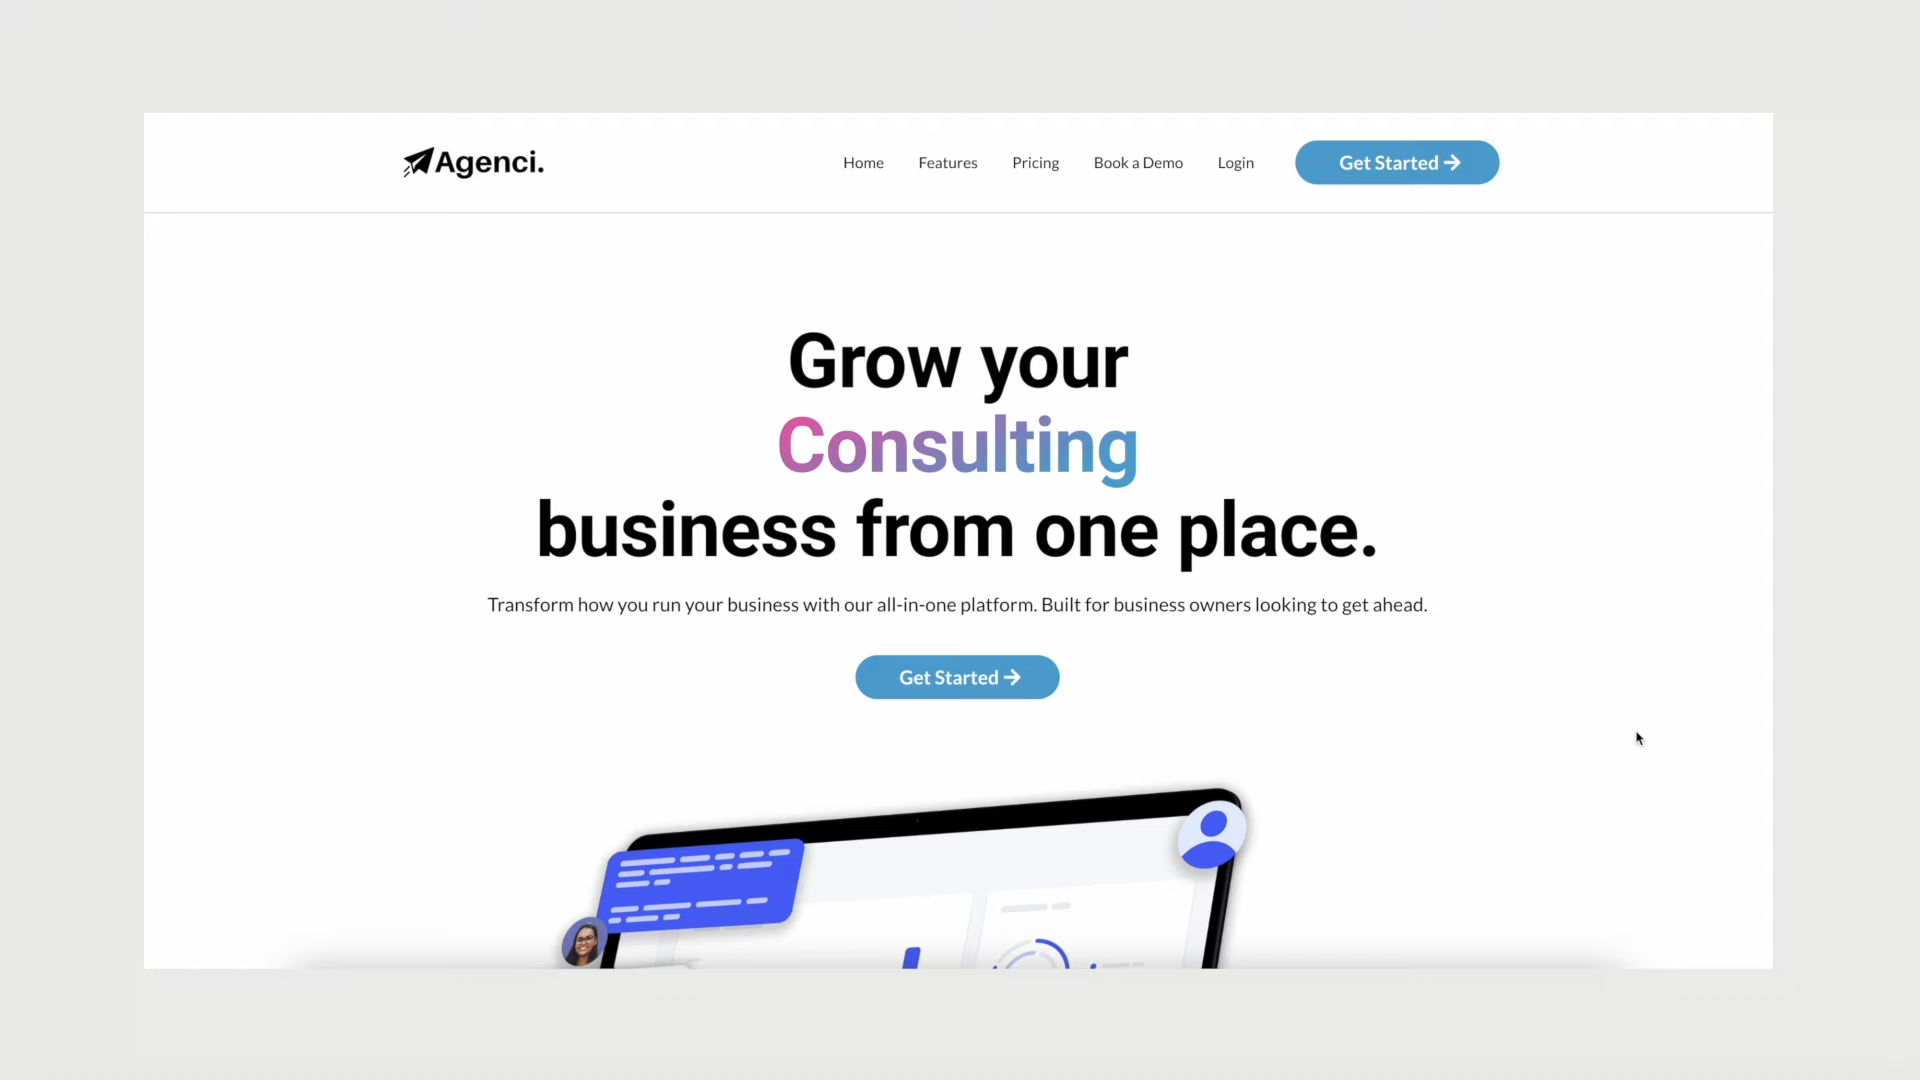 Agenci.
Home Features Pricing Book a Demo Login Get Started
Grow your
Consulting
business from one place.
Transform how you run your business with our all-in-one platform. Built for business owners looking to get ahead.
Get Started